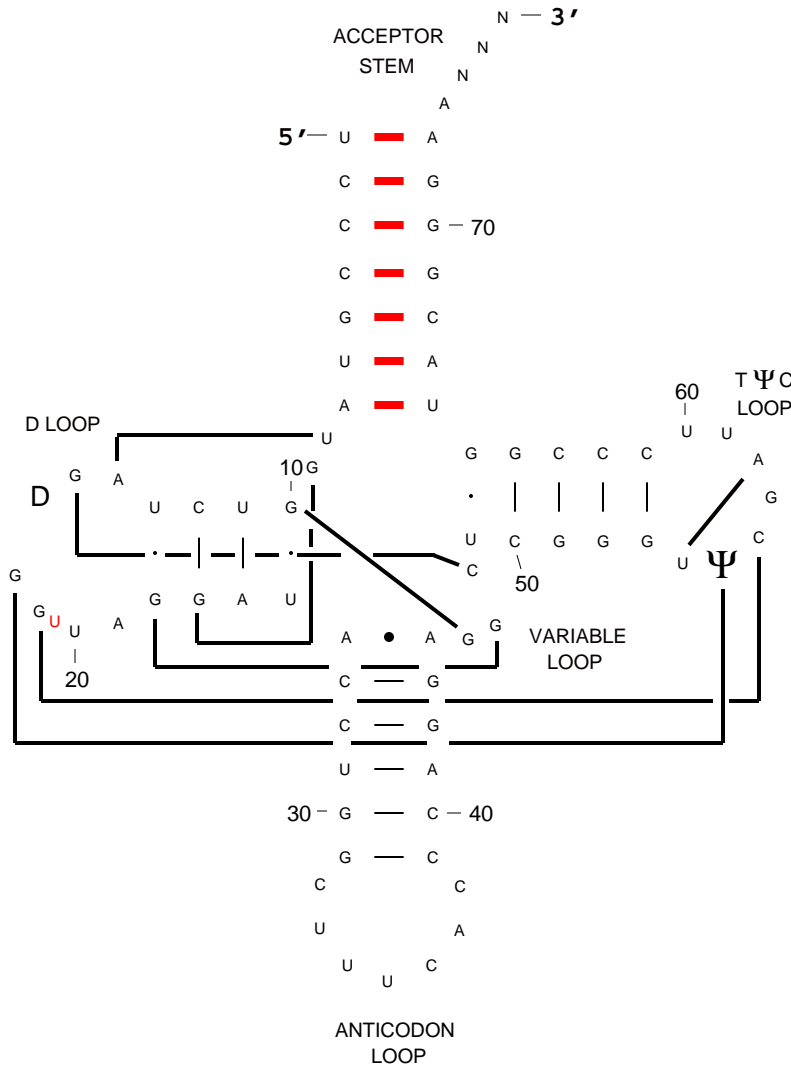 N 3′
ACCEPTOR N
STEM N
A
5′ U A
C G
C G 70
C G
G C
U A 60 T Ψ C
A U U U LOOP
D LOOP U
G A 10 G G G C C C A
D U C U G G
U C G G G U Ψ C
G C 50
G U U A G G A U A A G G VARIABLE
20 LOOP
C G
C G
U A
30 G C 40
G C
C C
U A
U U C
ANTICODON
LOOP